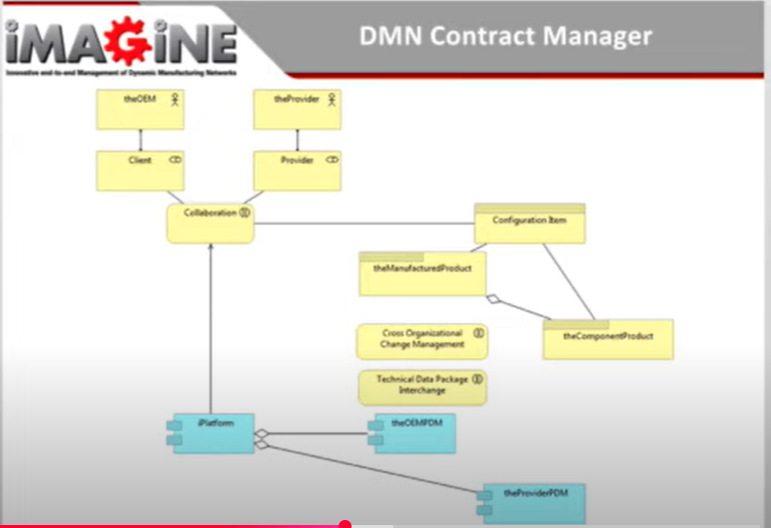 iMAGiNE
Innovative end-to-end Management of Dynamic Manufacturing Networks
DMN Contract Manager
theOEM
theProvider
Client
Provider
Collaboration
Configuration Item
theManufacturedProduct
Cross Organizational
Change Management
theComponentProduct
Technical Data Package
Interchange
iPlatform
theOEMPDM
theProviderPDM